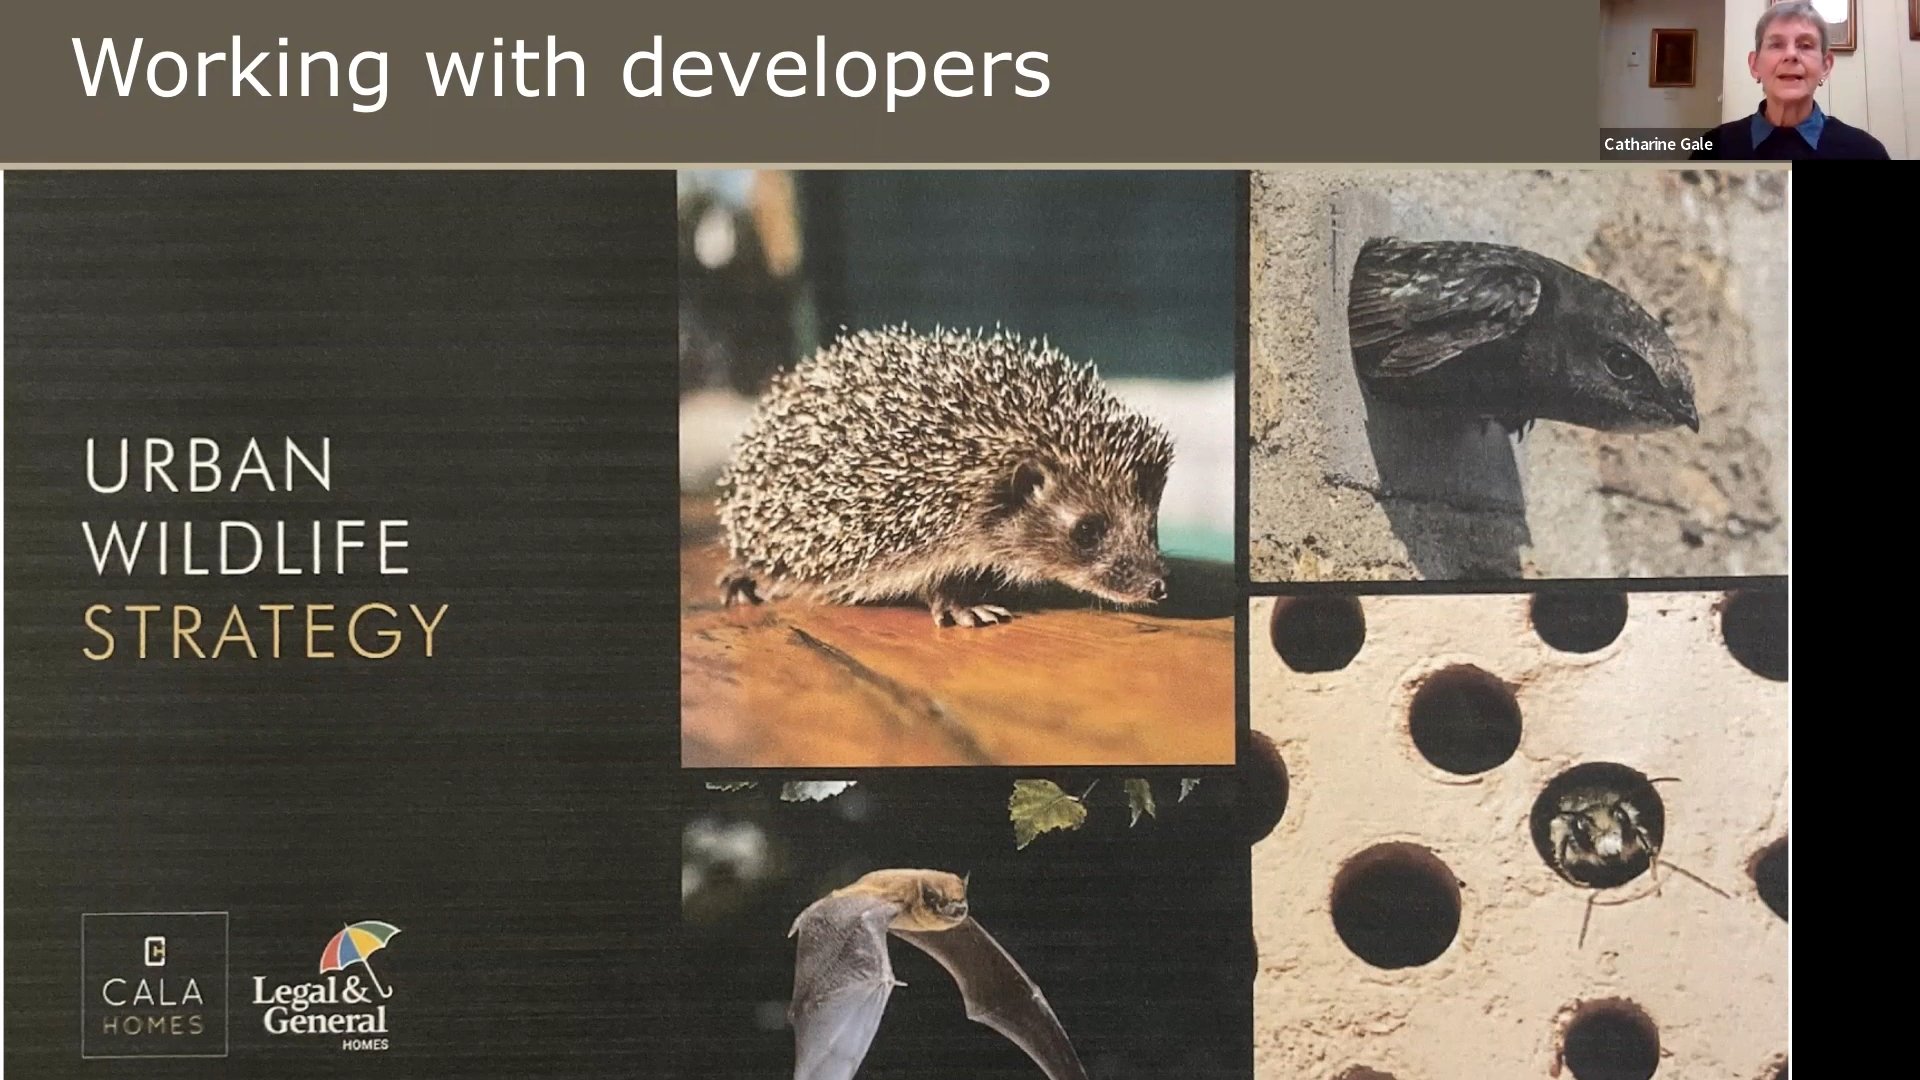 Working with developers
Catharine Gale
URBAN
WILDLIFE
STRATEGY
CALA
HOMES
Legal &
General
HOMES